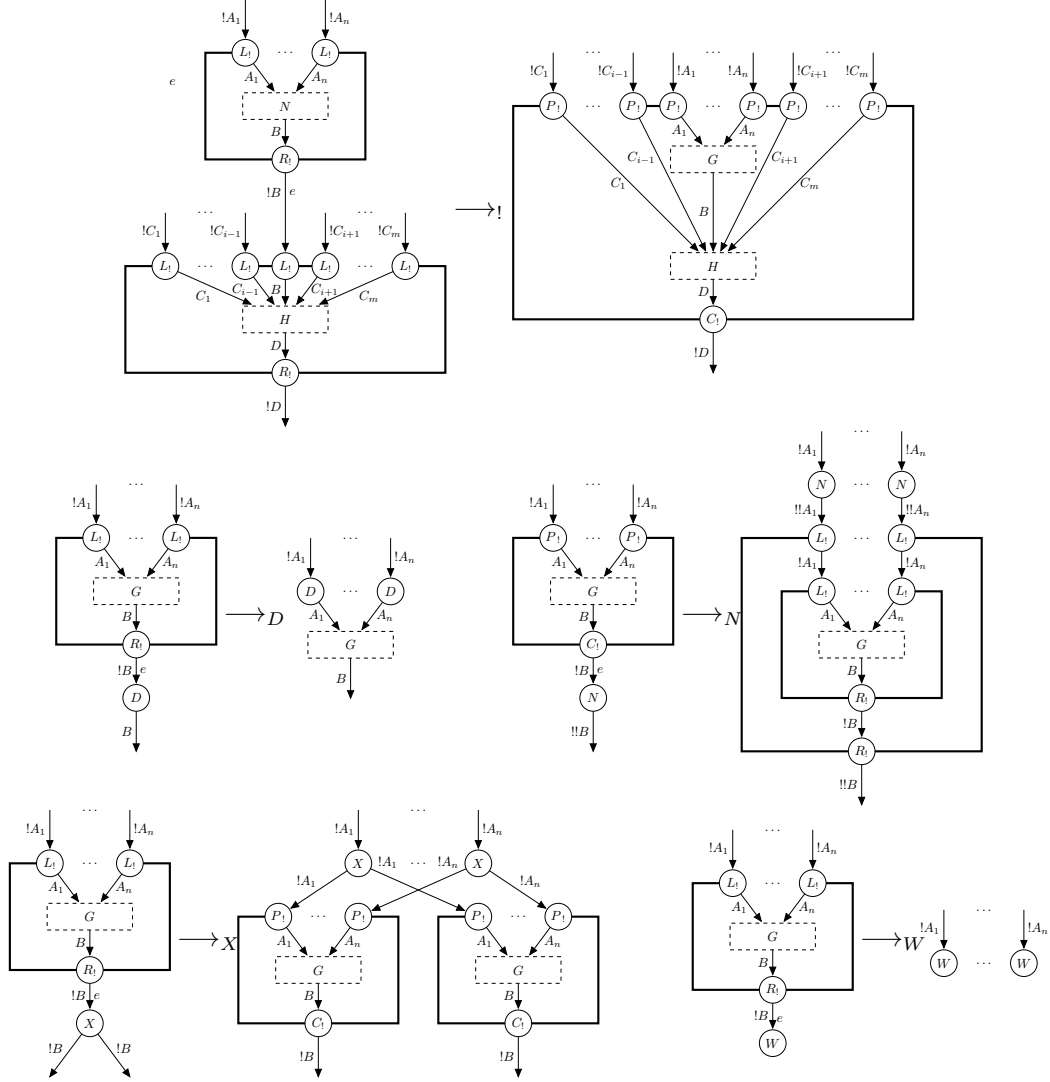 !A₁ !Aₙ
e L! ··· L! ··· ···
A₁ Aₙ !C₁ !Cᵢ₋₁ !A₁ !Aₙ !Cᵢ₊₁ !Cₘ
N P! ··· P! P! ··· P! P! ··· P!
B A₁ Aₙ
R! Cᵢ₋₁ G Cᵢ₊₁
!B e C₁ Cₘ
··· ··· ⟶! B
!C₁ !Cᵢ₋₁ !Cᵢ₊₁ !Cₘ
L! ··· L! L! L! ··· L! H
C₁ Cᵢ₋₁ B Cᵢ₊₁ Cₘ D
H C!
D !D
R!
!D
···
!A₁ !Aₙ
··· ··· N ··· N
!A₁ !Aₙ !A₁ !Aₙ !!A₁ !!Aₙ
L! ··· L! ··· P! ··· P! L! ··· L!
A₁ Aₙ !A₁ !Aₙ A₁ Aₙ !A₁ !Aₙ
G D ··· D G L! ··· L!
B ⟶D A₁ Aₙ B ⟶N A₁ Aₙ
R! G C! G
!B e B !B e B
D N R!
B !!B !B
R!
!!B
··· ··· ···
!A₁ !Aₙ !A₁ !Aₙ !A₁ !Aₙ
L! ··· L! X !A₁ ··· !Aₙ X L! ··· L!
A₁ Aₙ !A₁ !Aₙ A₁ Aₙ
G P! ··· P! P! ··· P! G ···
B ⟶X A₁ Aₙ A₁ Aₙ B ⟶W !A₁ !Aₙ
R! G G R! W ··· W
!B e B B !B e
X C! C! W
!B !B !B !B